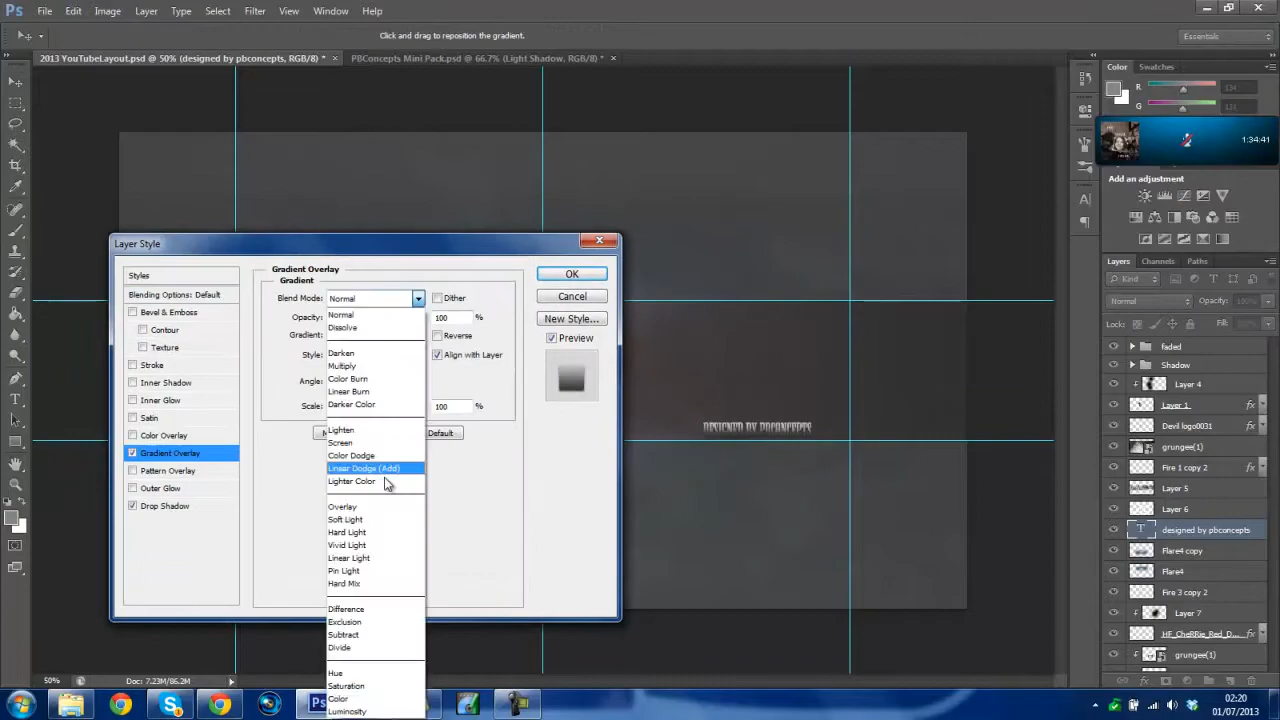 Ps File Edit Image Layer Type Select Filter View Window Help
Click and drag to reposition the gradient.
Essentials
2013 YouTubeLayout.psd @ 50% (designed by pbconcepts, RGB/8) *
PBConcepts Mini Pack.psd @ 66.7% (Light Shadow, RGB/8) *
Color Swatches
R 134
G 131
1:34:41
Add an adjustment
Layers Channels Paths
Kind
Normal Opacity: 100%
Lock: Fill:
faded
Shadow
Layer 4
Layer 1 fx
Devil logo0031
grungee(1)
Fire 1 copy 2 fx
Layer 5
Layer 6
designed by pbconcepts
Flare4 copy
Flare4
Fire 3 copy 2
Layer 7
HF_CheRRie_Red_D... fx
grungee(1)
Layer Style
Styles
Blending Options: Default
Bevel & Emboss
Contour
Texture
Stroke
Inner Shadow
Inner Glow
Satin
Color Overlay
Gradient Overlay
Pattern Overlay
Outer Glow
Drop Shadow
Gradient Overlay
Gradient
Blend Mode: Normal Dither
Opacity: 100 %
Gradient: Reverse
Style: Align with Layer
Angle:
Scale: 100 %
Default
Normal
Dissolve
Darken
Multiply
Color Burn
Linear Burn
Darker Color
Lighten
Screen
Color Dodge
Linear Dodge (Add)
Lighter Color
Overlay
Soft Light
Hard Light
Vivid Light
Linear Light
Pin Light
Hard Mix
Difference
Exclusion
Subtract
Divide
Hue
Saturation
Color
Luminosity
OK
Cancel
New Style...
Preview
DESIGNED BY PBCONCEPTS
50% Doc: 7.23M/86.2M
02:20
01/07/2013